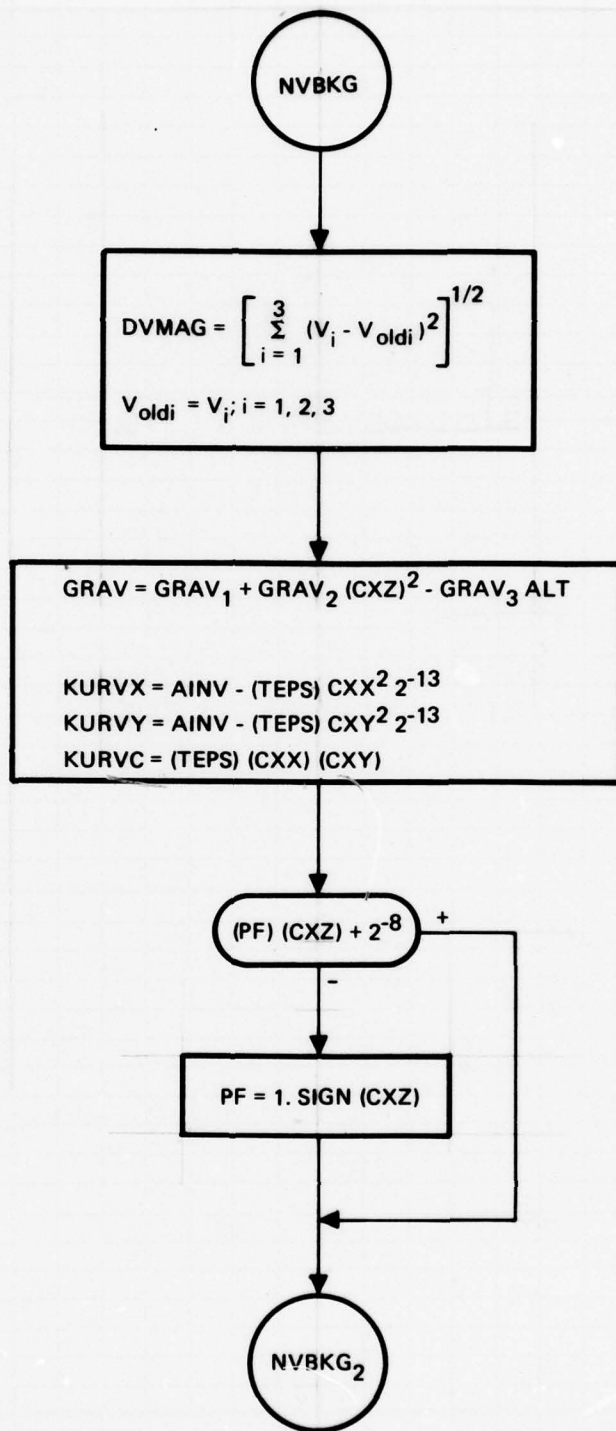 NVBKG
DVMAG = [ Σ_{i = 1}^{3} (V_i - V_oldi)^2 ]^{1/2}
V_oldi = V_i; i = 1, 2, 3
GRAV = GRAV_1 + GRAV_2 (CXZ)^2 - GRAV_3 ALT
KURVX = AINV - (TEPS) CXX^2 2^{-13}
KURVY = AINV - (TEPS) CXY^2 2^{-13}
KURVC = (TEPS) (CXX) (CXY)
(PF) (CXZ) + 2^{-8}
+
-
PF = 1. SIGN (CXZ)
NVBKG_2